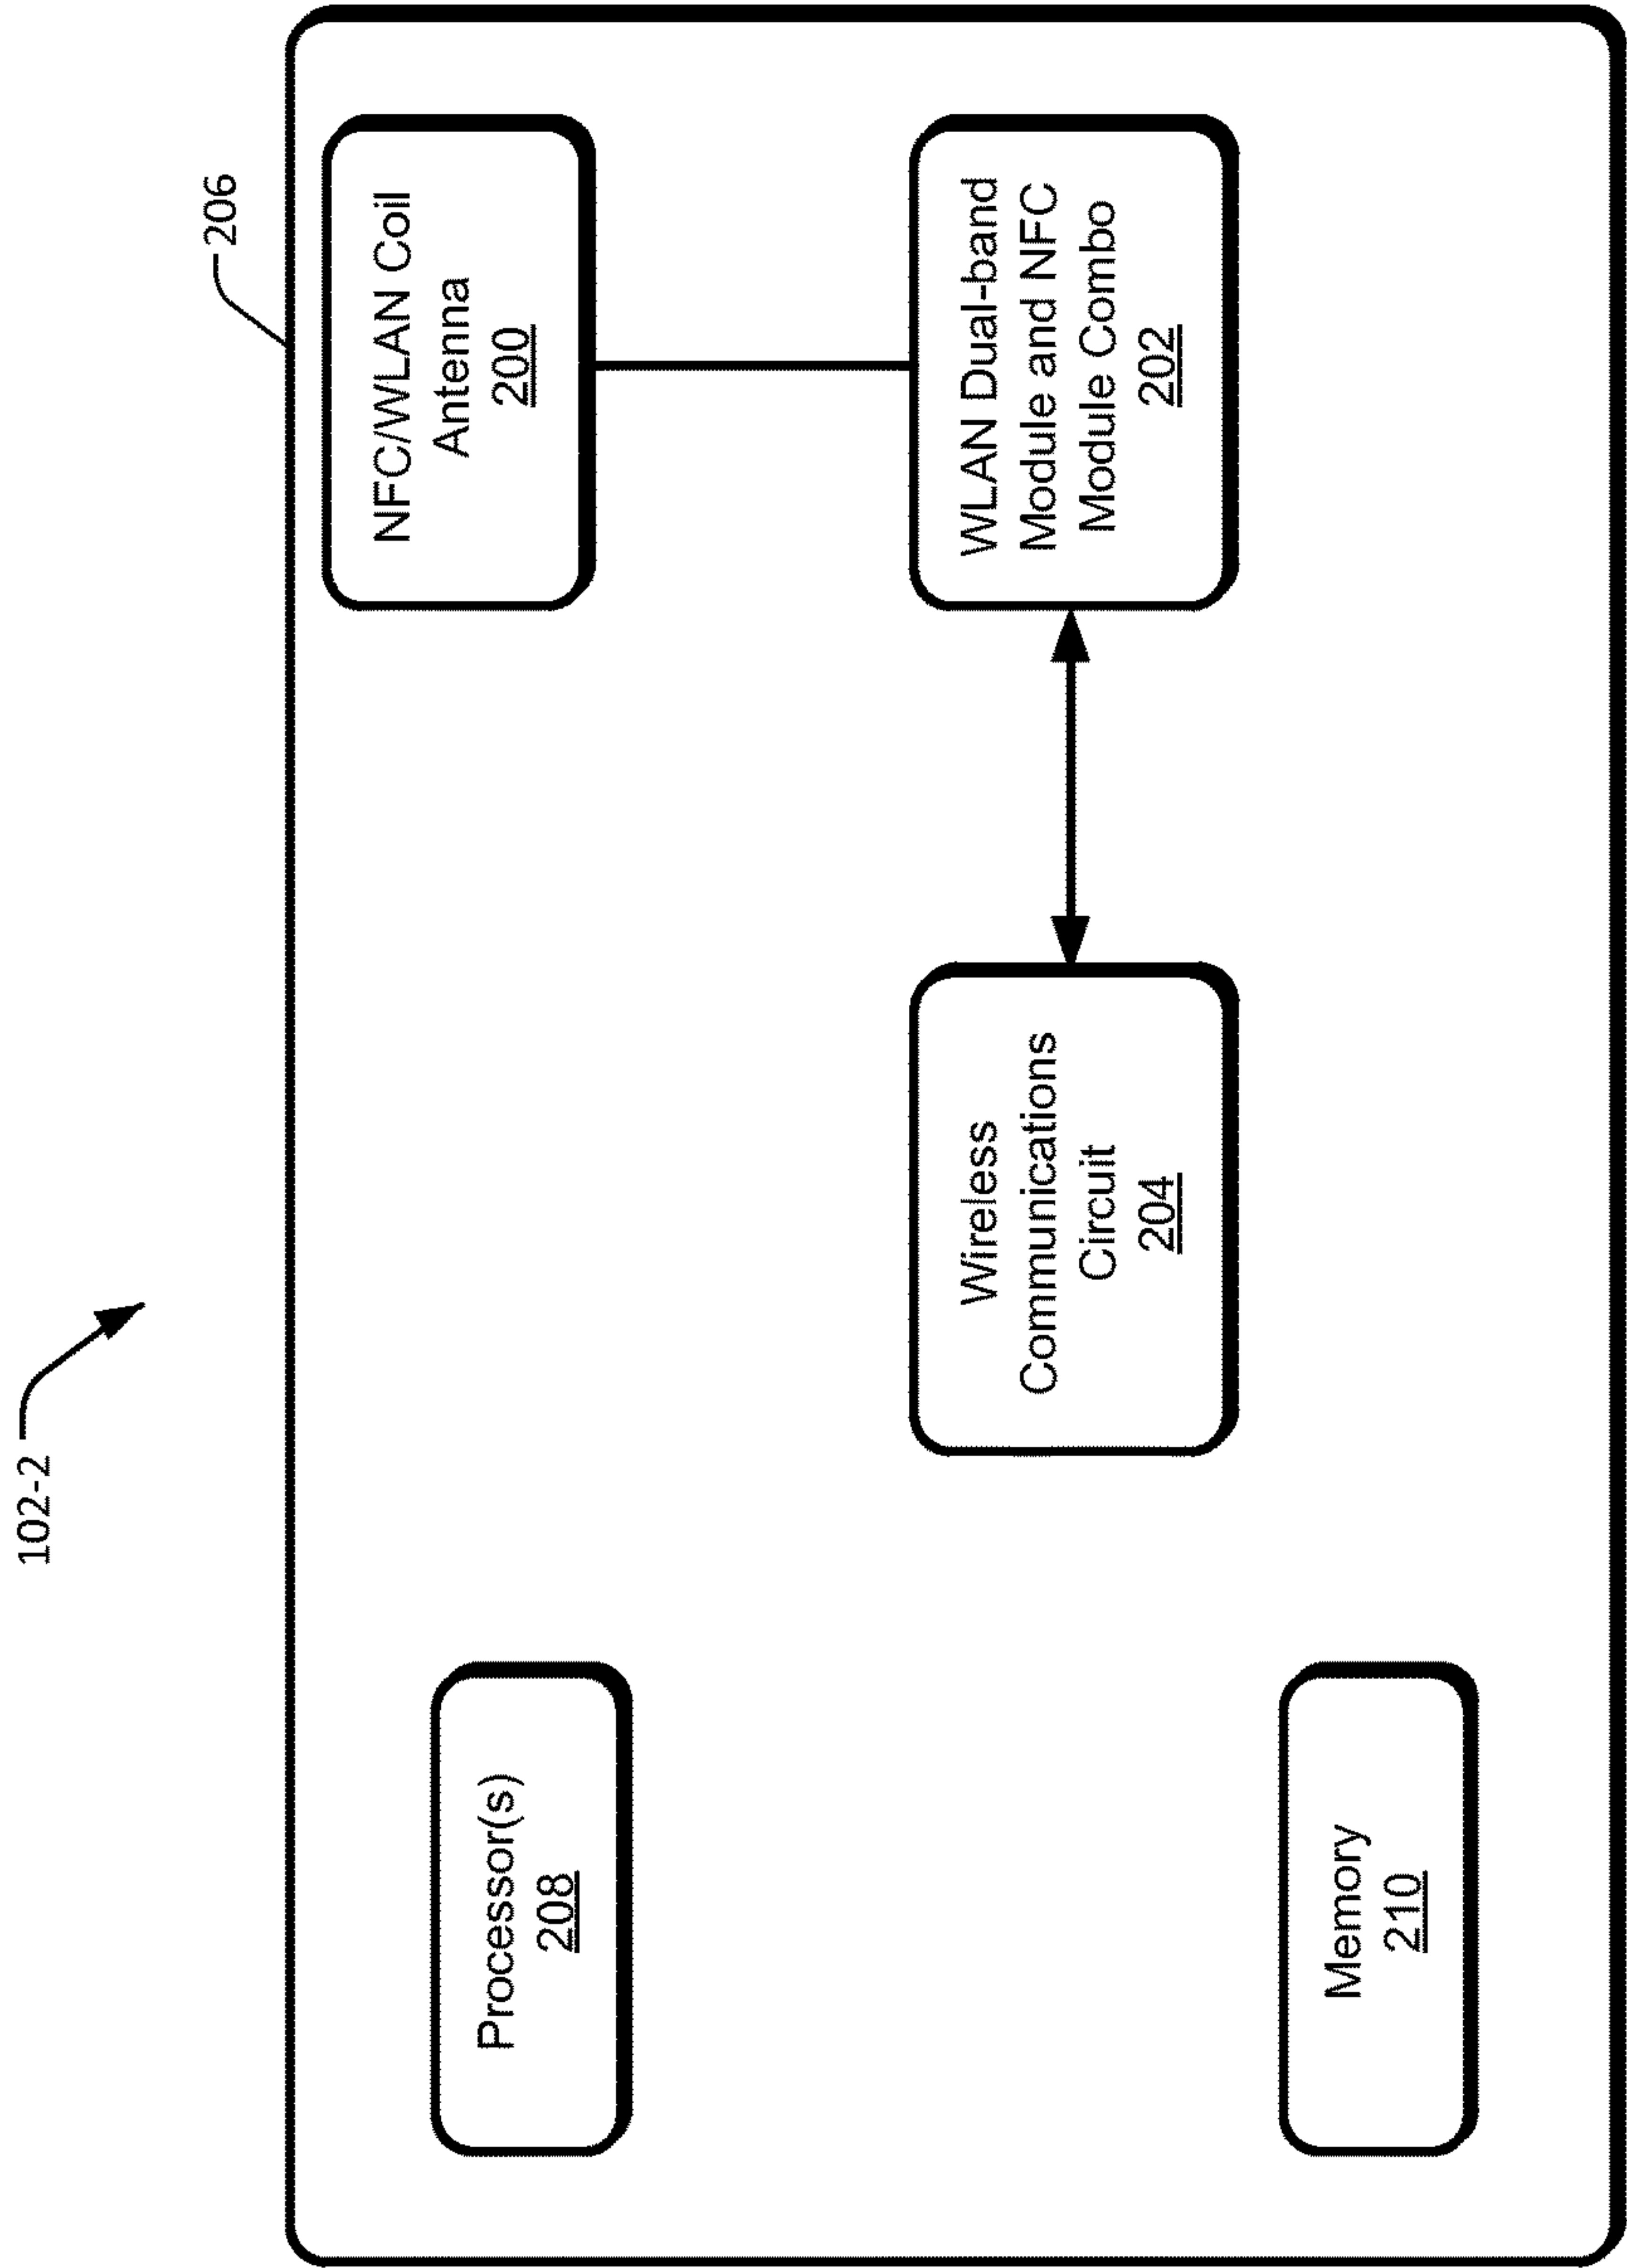 102-2
206
Processor(s)
208
NFC/WLAN Coil
Antenna
200
Wireless
Communications
Circuit
204
WLAN Dual-band
Module and NFC
Module Combo
202
Memory
210